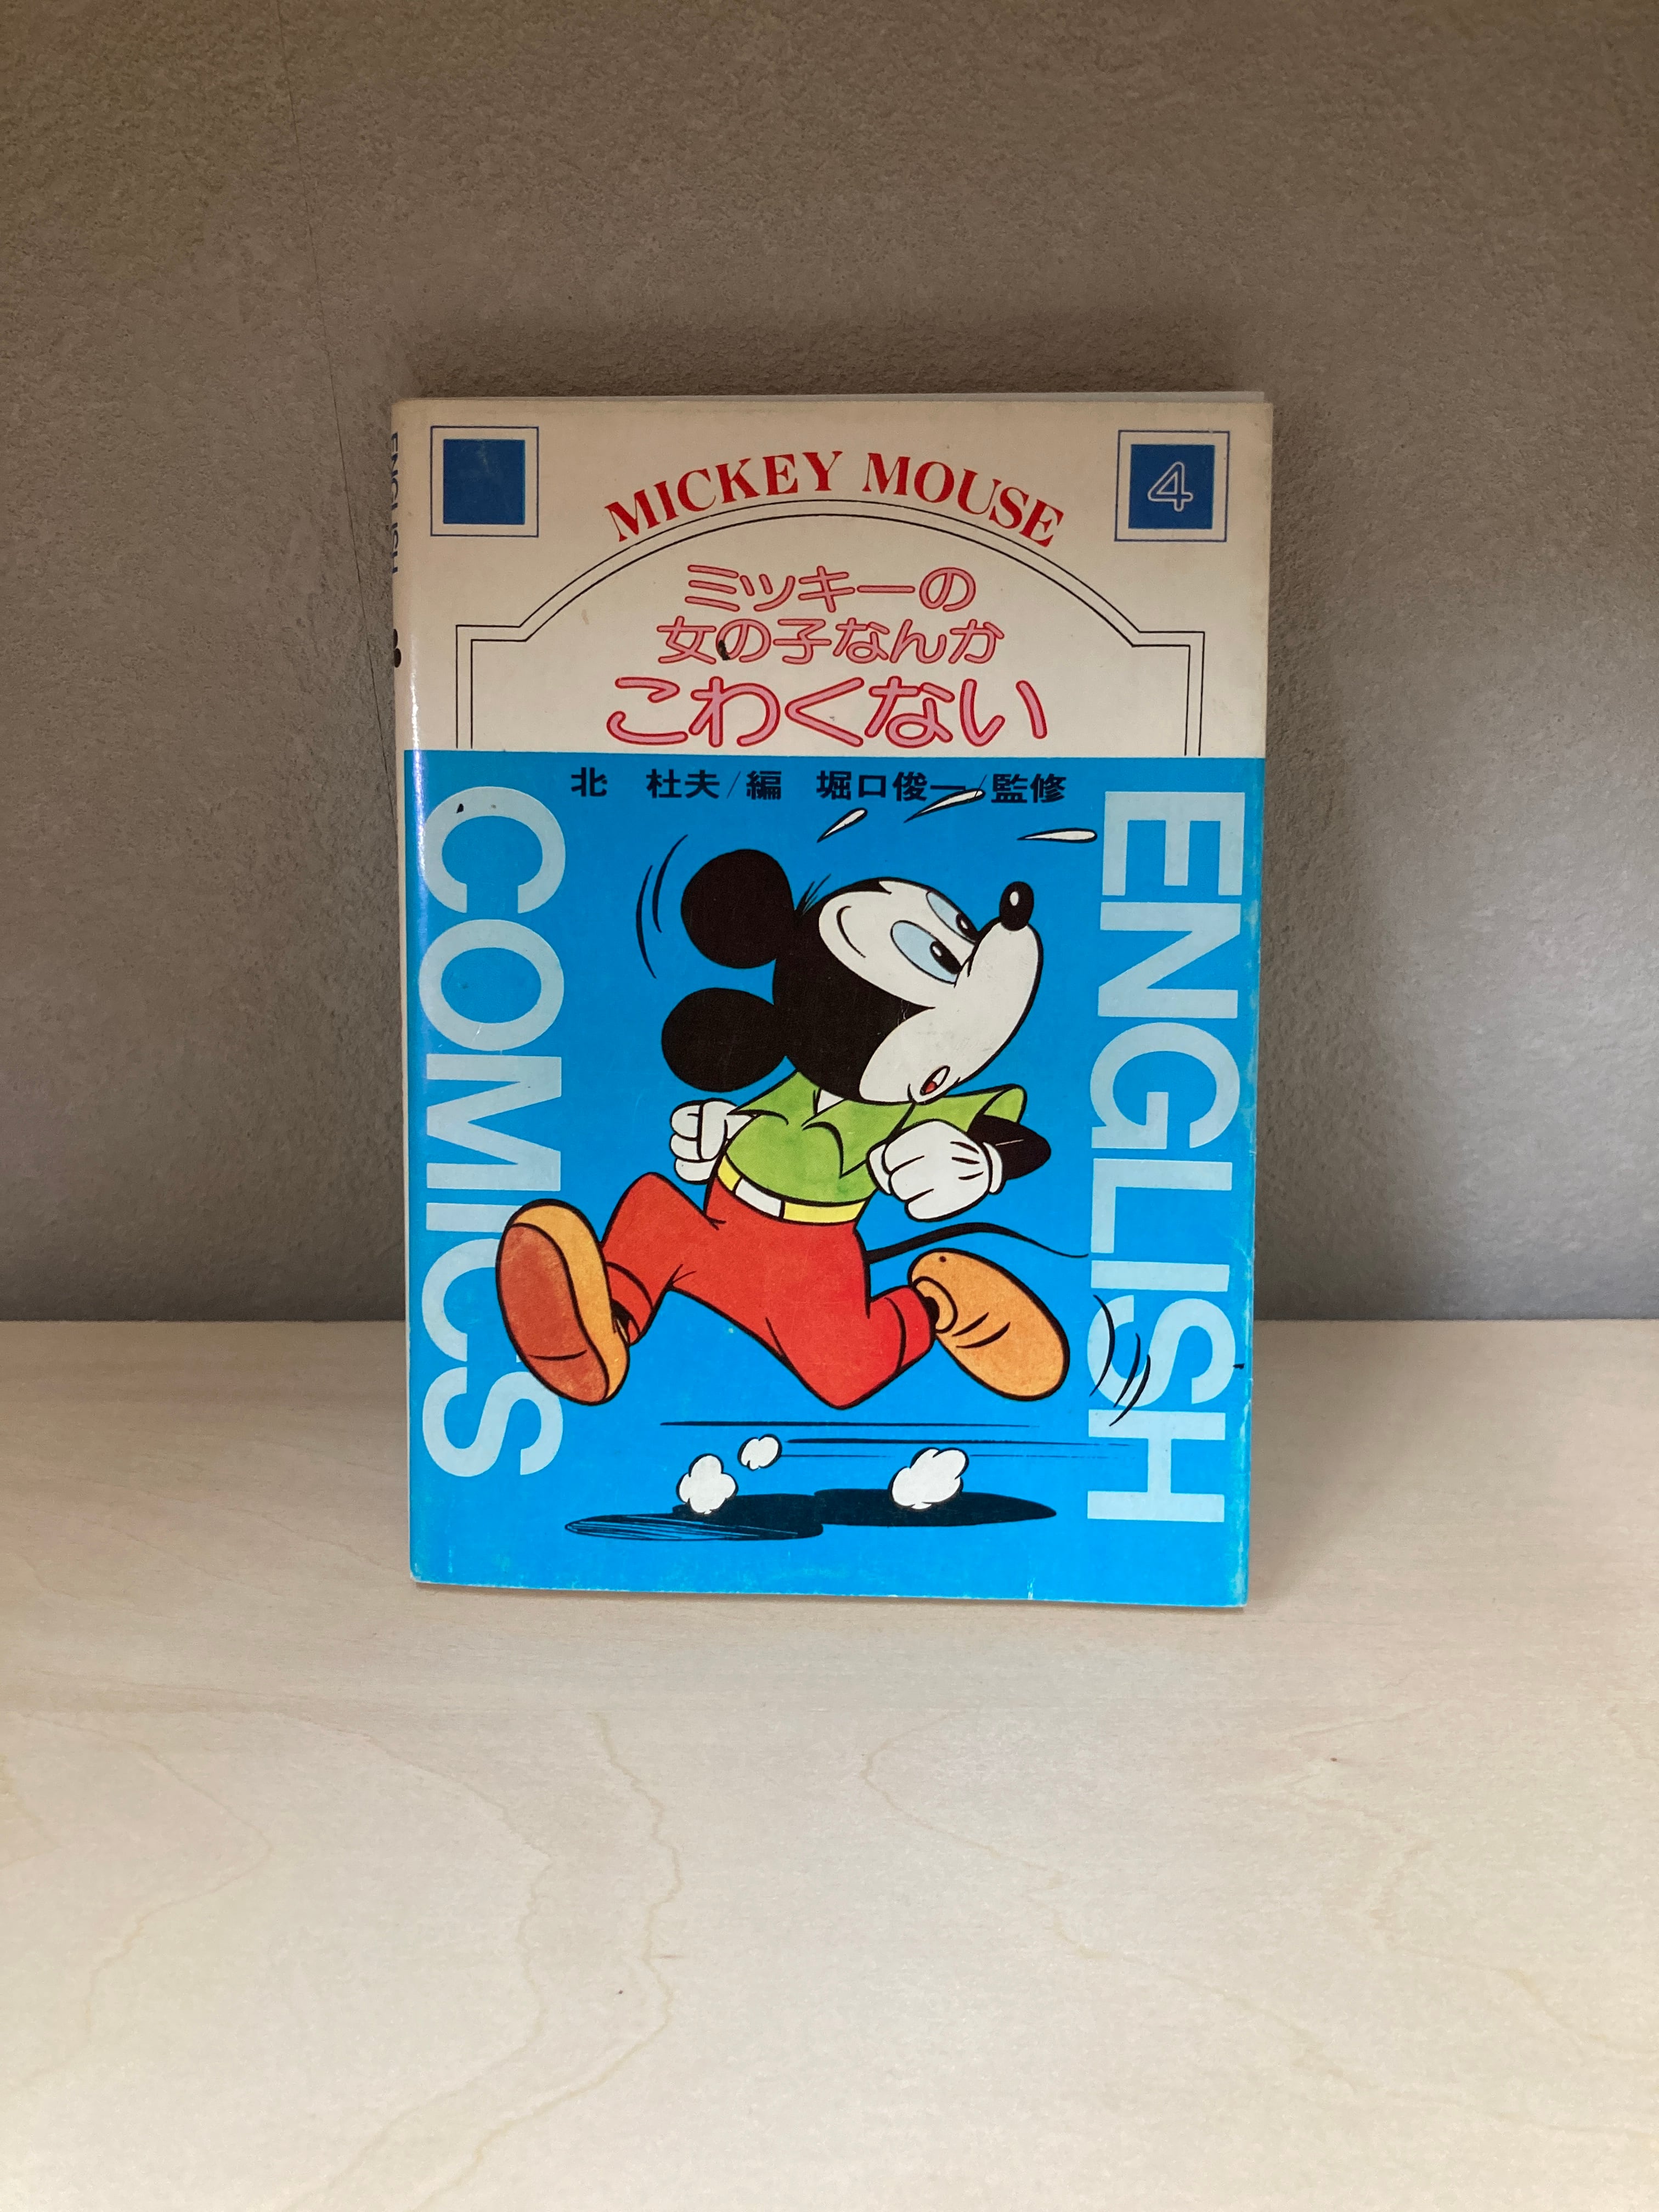 MICKEY MOUSE
4
ミッキーの
女の子なんか
こわくない
北 杜夫/編 堀口俊一/監修
COMICS
ENGLISH
ENGLISH